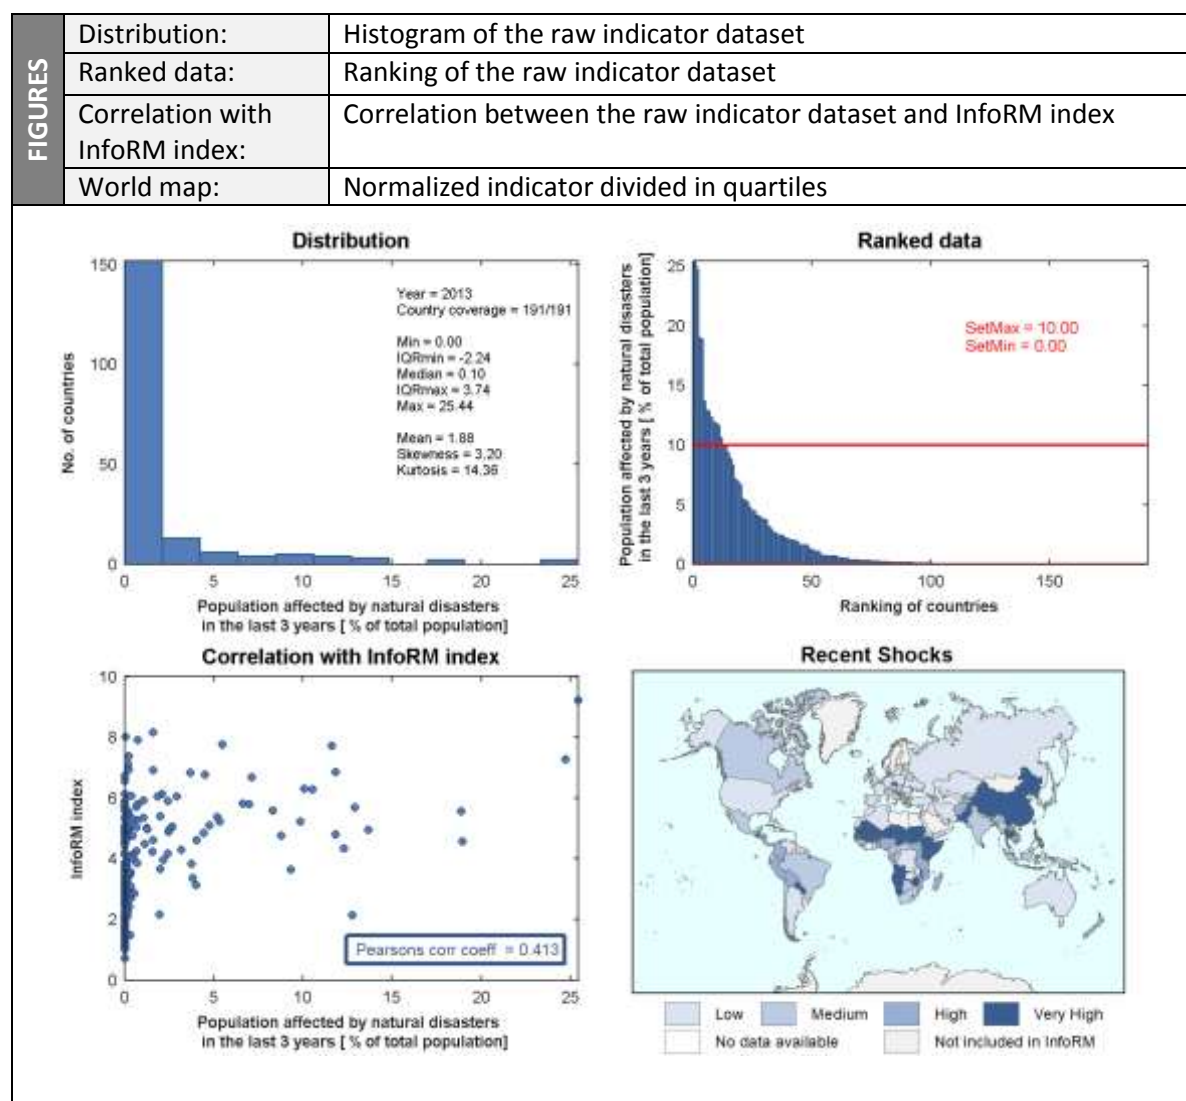 FIGURES
Distribution: Histogram of the raw indicator dataset
Ranked data: Ranking of the raw indicator dataset
Correlation with Correlation between the raw indicator dataset and InfoRM index
InfoRM index:
World map: Normalized indicator divided in quartiles
Distribution
150
100
50
0
No. of countries
Year = 2013
Country coverage = 191/191
Min = 0.00
IQRmin = -2.24
Median = 0.10
IQRmax = 3.74
Max = 25.44
Mean = 1.88
Skewness = 3.20
Kurtosis = 14.36
0 5 10 15 20 25
Population affected by natural disasters
in the last 3 years [ % of total population]
Ranked data
Population affected by natural disasters
in the last 3 years [ % of total population]
25
20
15
10
5
0
SetMax = 10.00
SetMin = 0.00
0 50 100 150
Ranking of countries
Correlation with InfoRM index
InfoRM index
10
8
6
4
2
0
Pearsons corr coeff = 0.413
0 5 10 15 20 25
Population affected by natural disasters
in the last 3 years [ % of total population]
Recent Shocks
Low Medium High Very High
No data available Not included in InfoRM